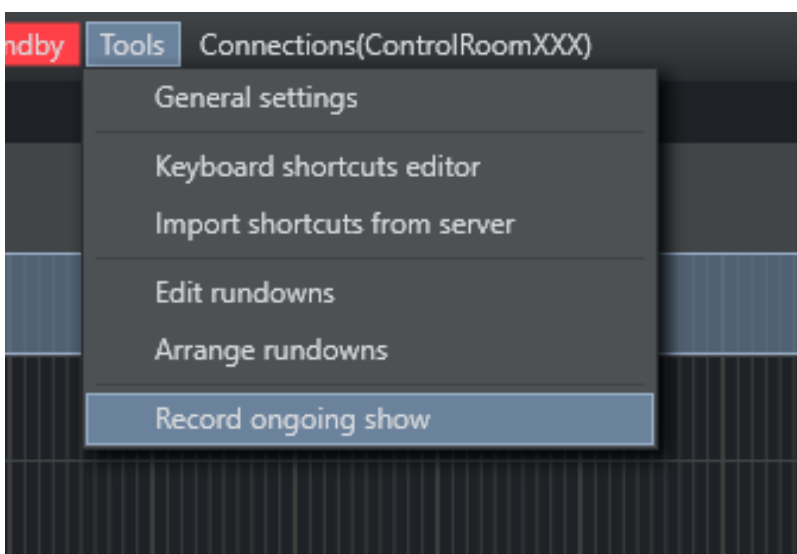 Tools Connections(ControlRoomXXX)
General settings
Keyboard shortcuts editor
Import shortcuts from server
Edit rundowns
Arrange rundowns
Record ongoing show